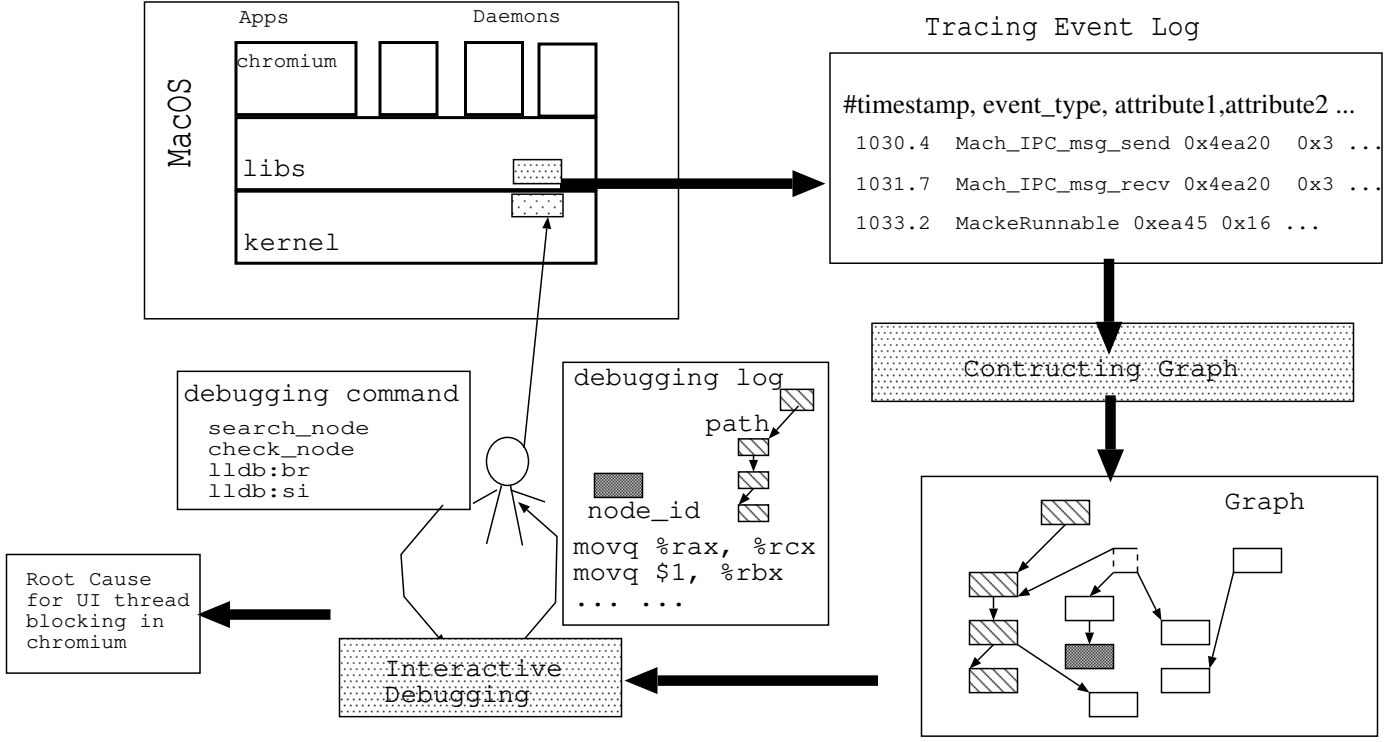 Apps
Daemons
chromium
MacOS
libs
kernel
Tracing Event Log
#timestamp, event_type, attribute1,attribute2 ...
1030.4 Mach_IPC_msg_send 0x4ea20 0x3 ...
1031.7 Mach_IPC_msg_recv 0x4ea20 0x3 ...
1033.2 MackeRunnable 0xea45 0x16 ...
Contructing Graph
debugging command
search_node
check_node
lldb:br
lldb:si
debugging log
path
node_id
movq %rax, %rcx
movq $1, %rbx
... ...
Graph
Root Cause
for UI thread
blocking in
chromium
Interactive
Debugging